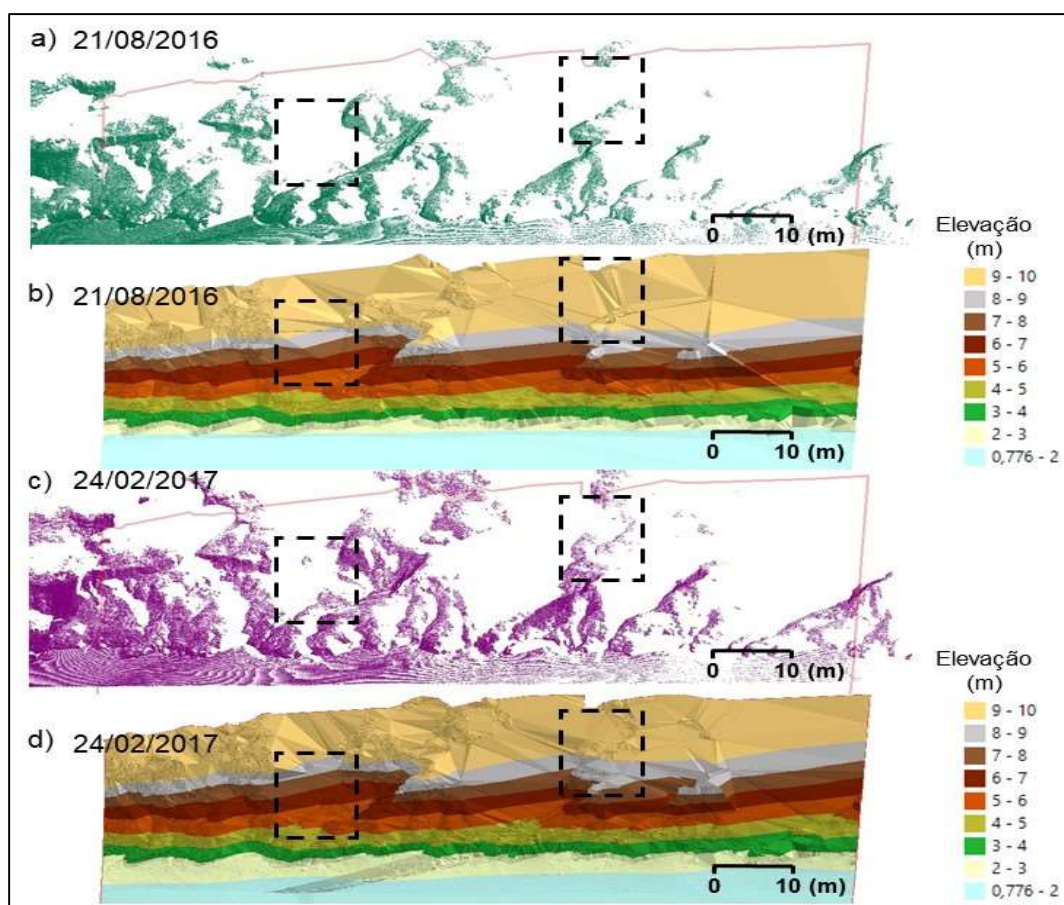 a) 21/08/2016
0 10 (m)
Elevação
(m)
9 - 10
8 - 9
7 - 8
6 - 7
5 - 6
4 - 5
3 - 4
2 - 3
0,776 - 2
b) 21/08/2016
0 10 (m)
c) 24/02/2017
0 10 (m)
Elevação
(m)
9 - 10
8 - 9
7 - 8
6 - 7
5 - 6
4 - 5
3 - 4
2 - 3
0,776 - 2
d) 24/02/2017
0 10 (m)